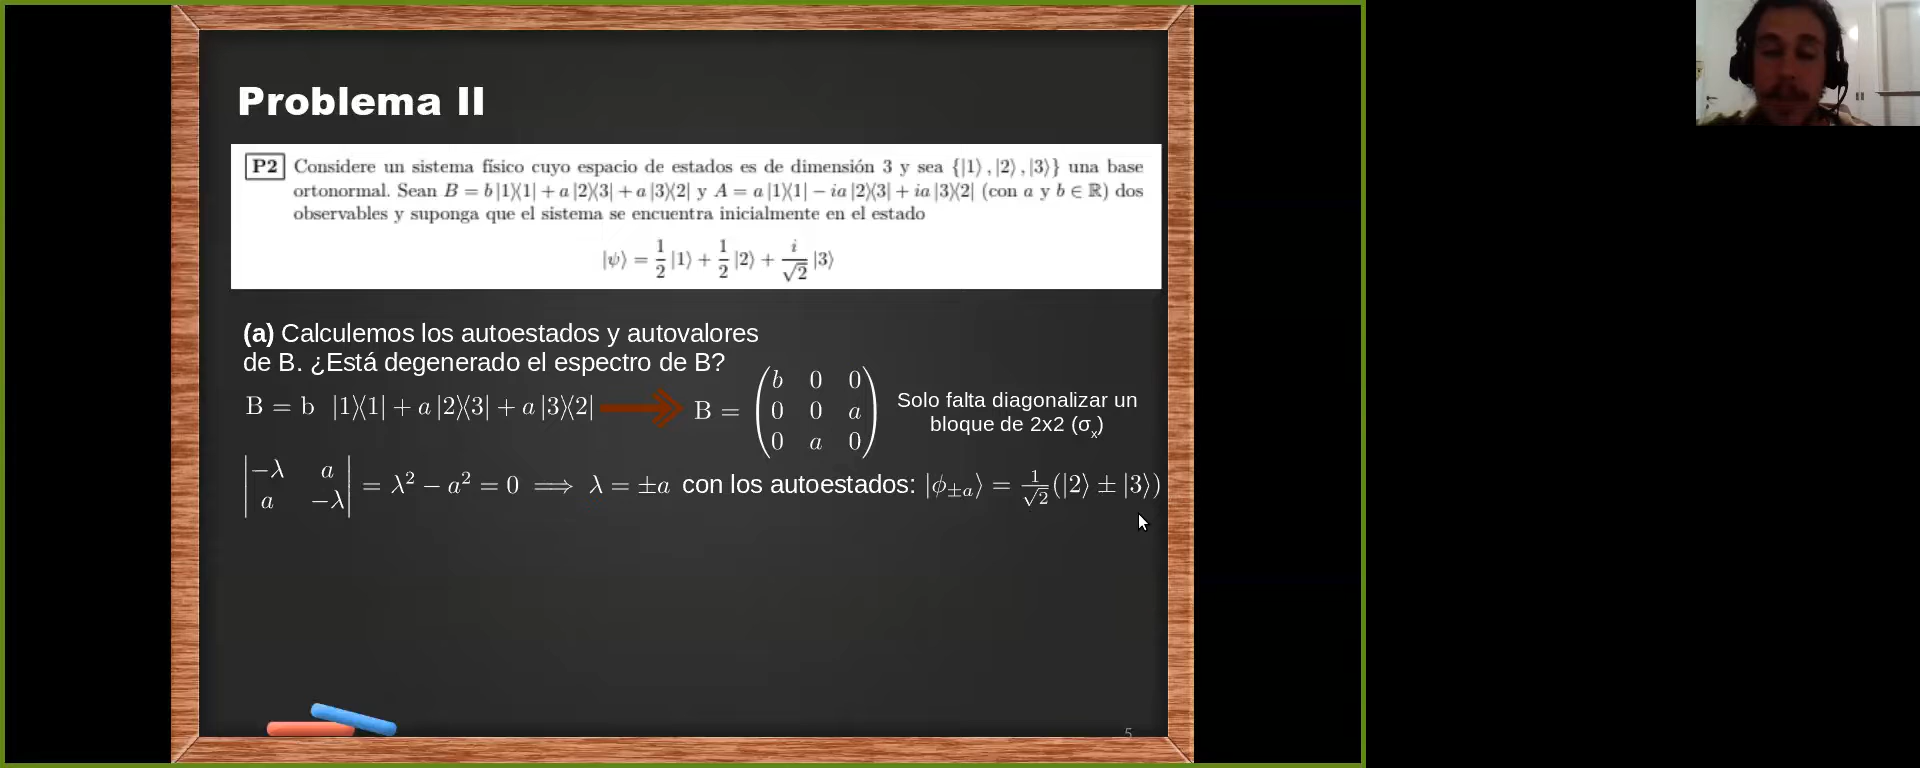 Problema II
P2 Considere un sistema físico cuyo espacio de estados es de dimensión 3 y sea {|1⟩, |2⟩, |3⟩} una base
ortonormal. Sean B = b |1⟩⟨1| + a |2⟩⟨3| + a |3⟩⟨2| y A = a |1⟩⟨1| − ia |2⟩⟨3| + ia |3⟩⟨2| (con a y b ∈ ℝ) dos
observables y suponga que el sistema se encuentra inicialmente en el estado
|ψ⟩ = 1/2 |1⟩ + 1/2 |2⟩ + i/√2 |3⟩
(a) Calculemos los autoestados y autovalores
de B. ¿Está degenerado el espectro de B?
B = b |1⟩⟨1| + a |2⟩⟨3| + a |3⟩⟨2| B = (b 0 0
0 0 a
0 a 0)
Solo falta diagonalizar un
bloque de 2x2 (σx)
|−λ a
a −λ| = λ² − a² = 0 ⟹ λ = ±a con los autoestados: |ϕ±a⟩ = 1/√2 (|2⟩ ± |3⟩)
5